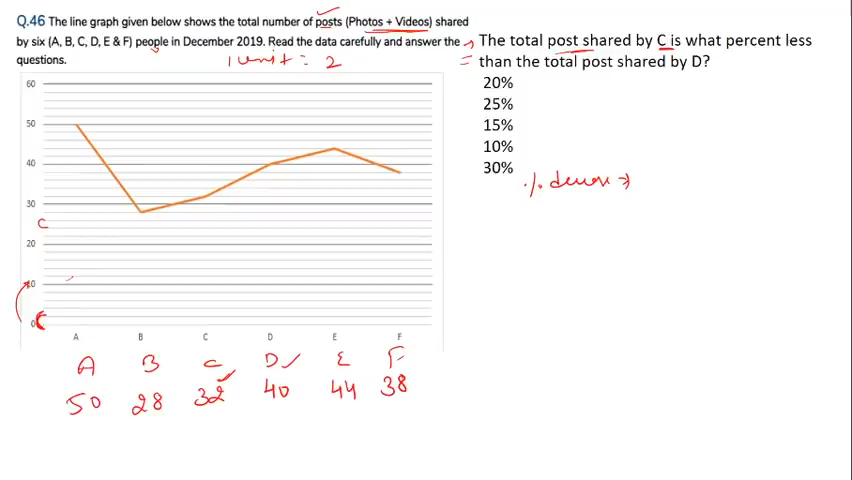 Q.46 The line graph given below shows the total number of posts (Photos + Videos) shared
by six (A, B, C, D, E & F) people in December 2019. Read the data carefully and answer the
questions.
1 unit = 2
The total post shared by C is what percent less
than the total post shared by D?
20%
25%
15%
10%
30%
60
50
40
30
C
20
10
0
A B C D E F
A B C D E F
50 28 32 40 44 38